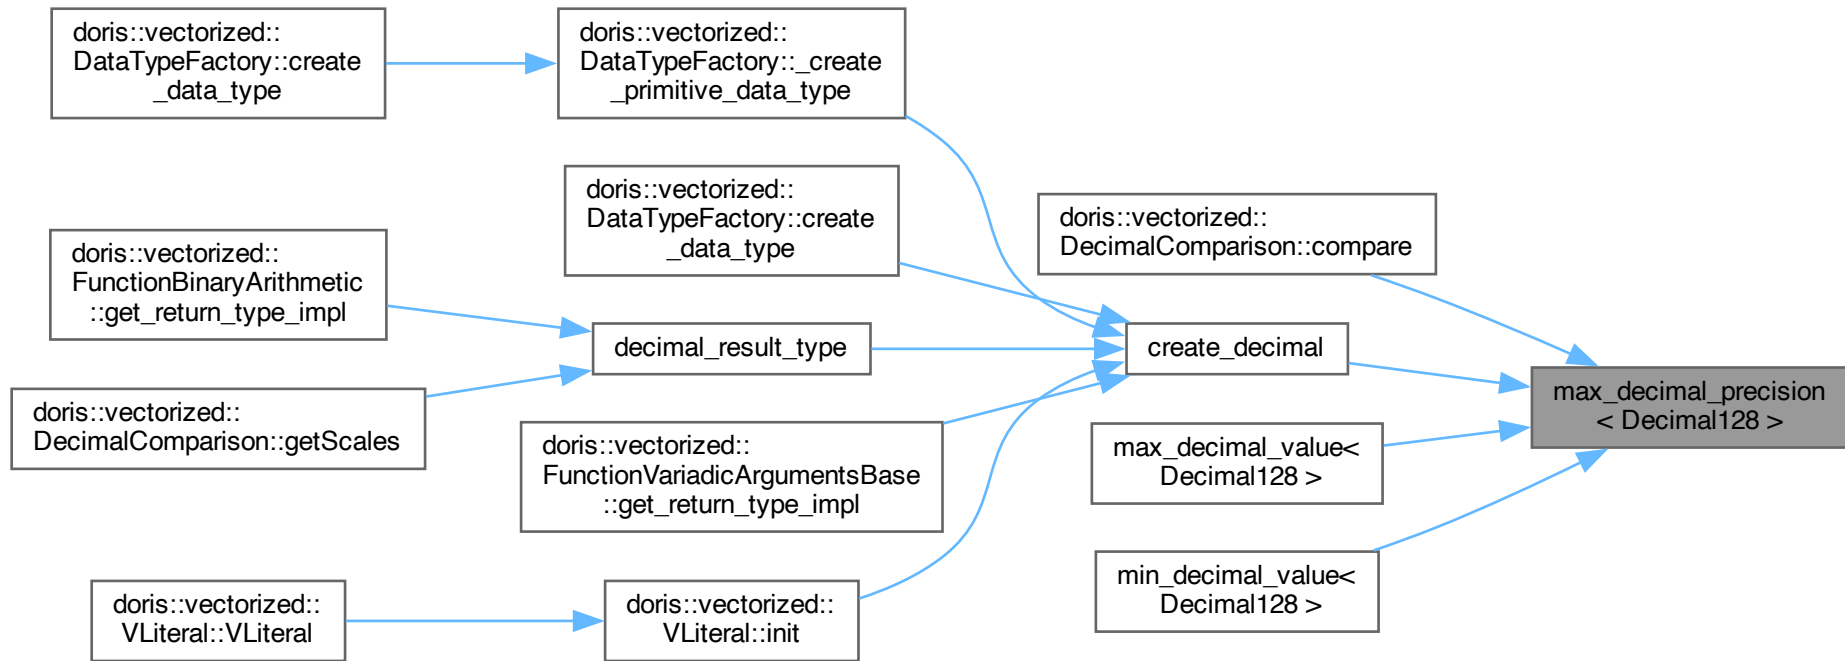 doris::vectorized::
DataTypeFactory::create
_data_type
doris::vectorized::
DataTypeFactory::_create
_primitive_data_type
doris::vectorized::
DataTypeFactory::create
_data_type
doris::vectorized::
DecimalComparison::compare
doris::vectorized::
FunctionBinaryArithmetic
::get_return_type_impl
decimal_result_type
create_decimal
max_decimal_precision
< Decimal128 >
doris::vectorized::
DecimalComparison::getScales
doris::vectorized::
FunctionVariadicArgumentsBase
::get_return_type_impl
max_decimal_value<
Decimal128 >
min_decimal_value<
Decimal128 >
doris::vectorized::
VLiteral::VLiteral
doris::vectorized::
VLiteral::init